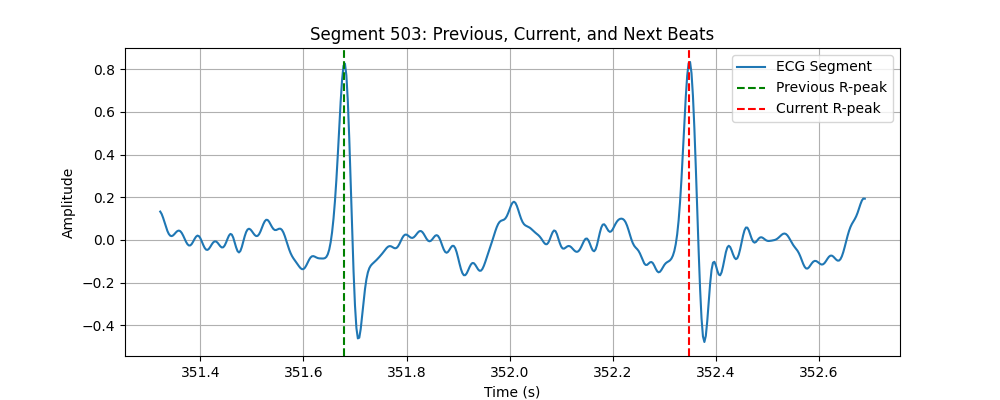 Segment 503: Previous, Current, and Next Beats
ECG Segment
Previous R-peak
Current R-peak
0.8
0.6
0.4
0.2
0.0
−0.2
−0.4
Amplitude
351.4 351.6 351.8 352.0 352.2 352.4 352.6
Time (s)